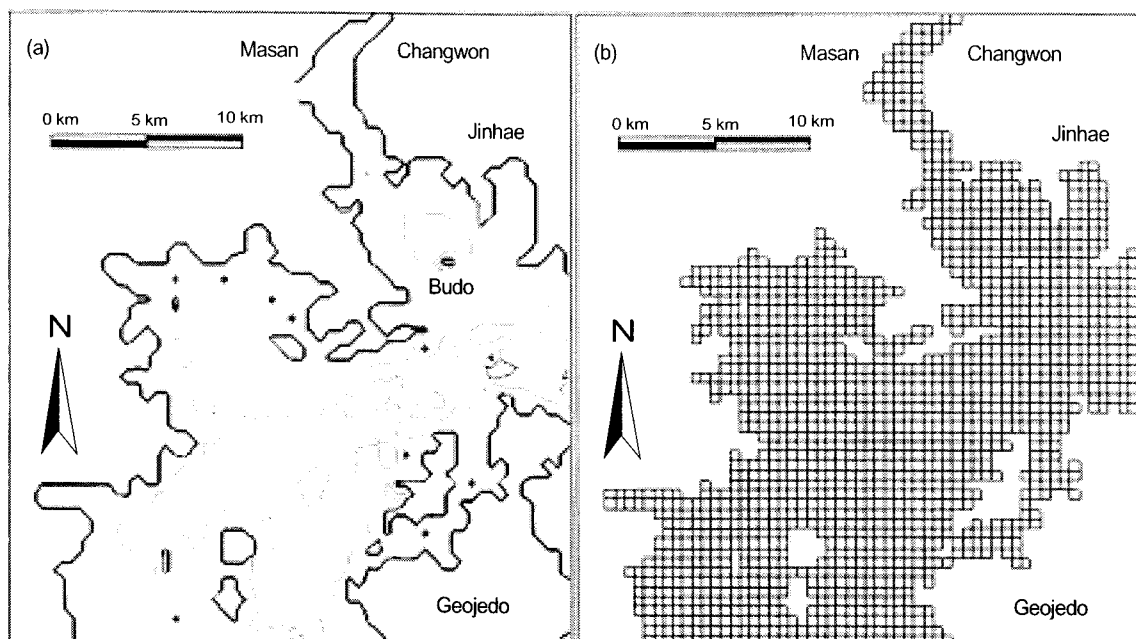 (a)
Masan
Changwon
0 km 5 km 10 km
Jinhae
Budo
N
Geojedo
(b)
Masan
Changwon
0 km 5 km 10 km
Jinhae
N
Geojedo